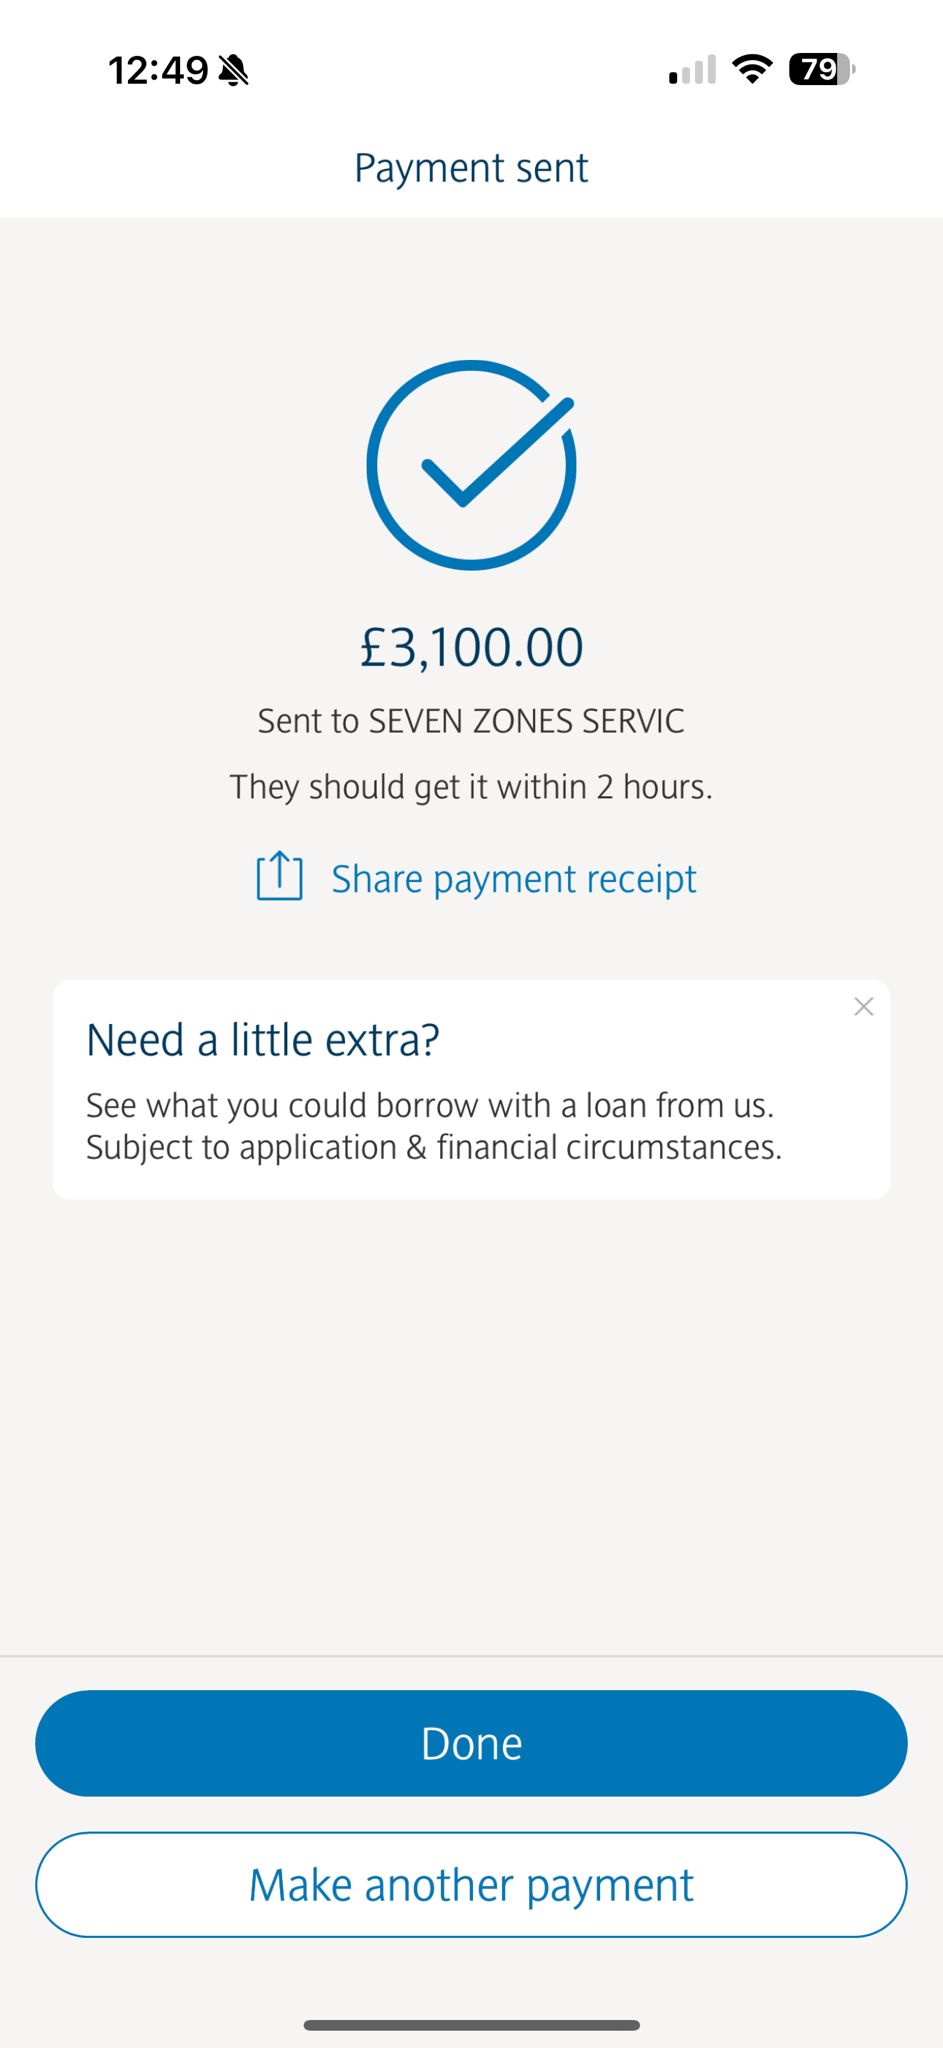 12:49
79
Payment sent
£3,100.00
Sent to SEVEN ZONES SERVIC
They should get it within 2 hours.
Share payment receipt
Need a little extra?
See what you could borrow with a loan from us.
Subject to application & financial circumstances.
Done
Make another payment